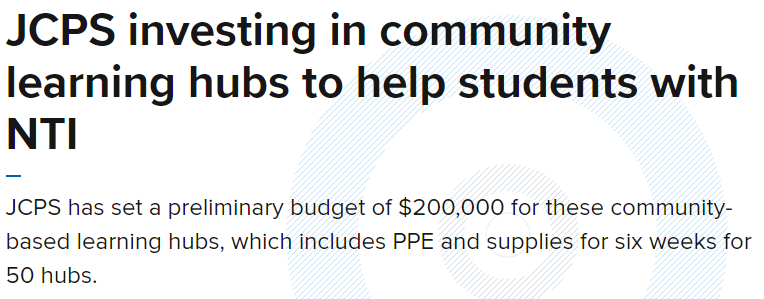 JCPS investing in community
learning hubs to help students with
NTI
JCPS has set a preliminary budget of $200,000 for these community-
based learning hubs, which includes PPE and supplies for six weeks for
50 hubs.